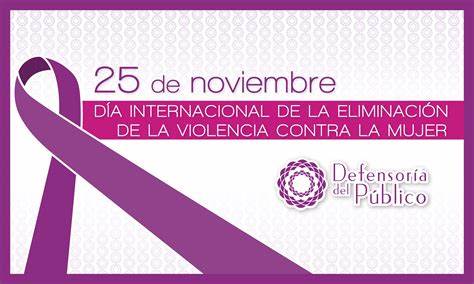 25 de noviembre
DÍA INTERNACIONAL DE LA ELIMINACIÓN
DE LA VIOLENCIA CONTRA LA MUJER
Defensoría
del Público